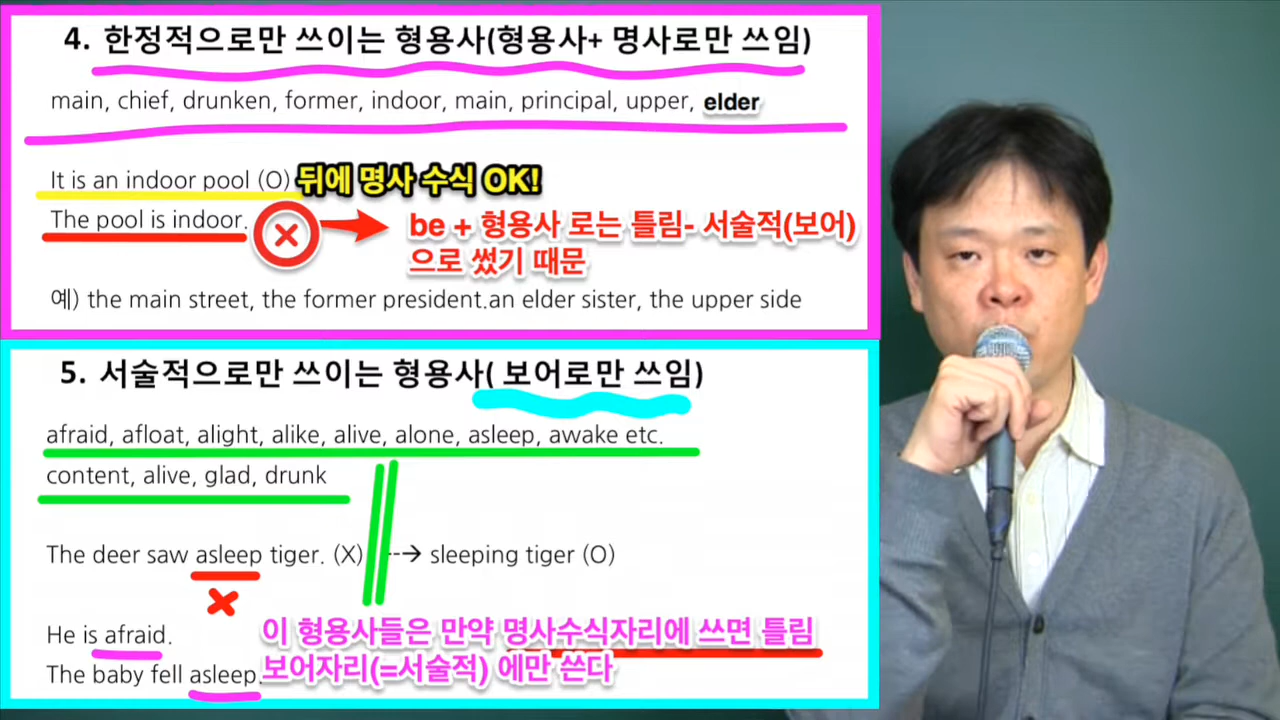 4. 한정적으로만 쓰이는 형용사(형용사+ 명사로만 쓰임)
main, chief, drunken, former, indoor, main, principal, upper, elder
It is an indoor pool (O) 뒤에 명사 수식 OK!
The pool is indoor. be + 형용사 로는 틀림- 서술적(보어)
으로 썼기 때문
예) the main street, the former president.an elder sister, the upper side
5. 서술적으로만 쓰이는 형용사( 보어로만 쓰임)
afraid, afloat, alight, alike, alive, alone, asleep, awake etc.
content, alive, glad, drunk
The deer saw asleep tiger. (X) --→ sleeping tiger (O)
He is afraid. 이 형용사들은 만약 명사수식자리에 쓰면 틀림
The baby fell asleep. 보어자리(=서술적) 에만 쓴다